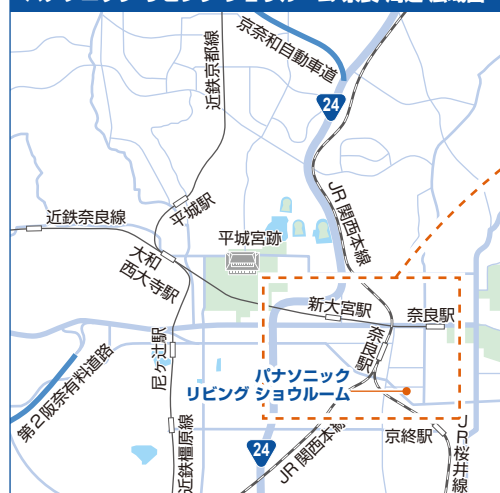 京奈和自動車道
近鉄京都線
24
JR関西本線
平城駅
近鉄奈良線
平城宮跡
大和
西大寺駅
新大宮駅
奈良駅
奈良駅
尼ヶ辻駅
パナソニック
リビング ショウルーム
第2阪奈有料道路
近鉄橿原線
24
JR関西本線
京終駅
JR桜井線